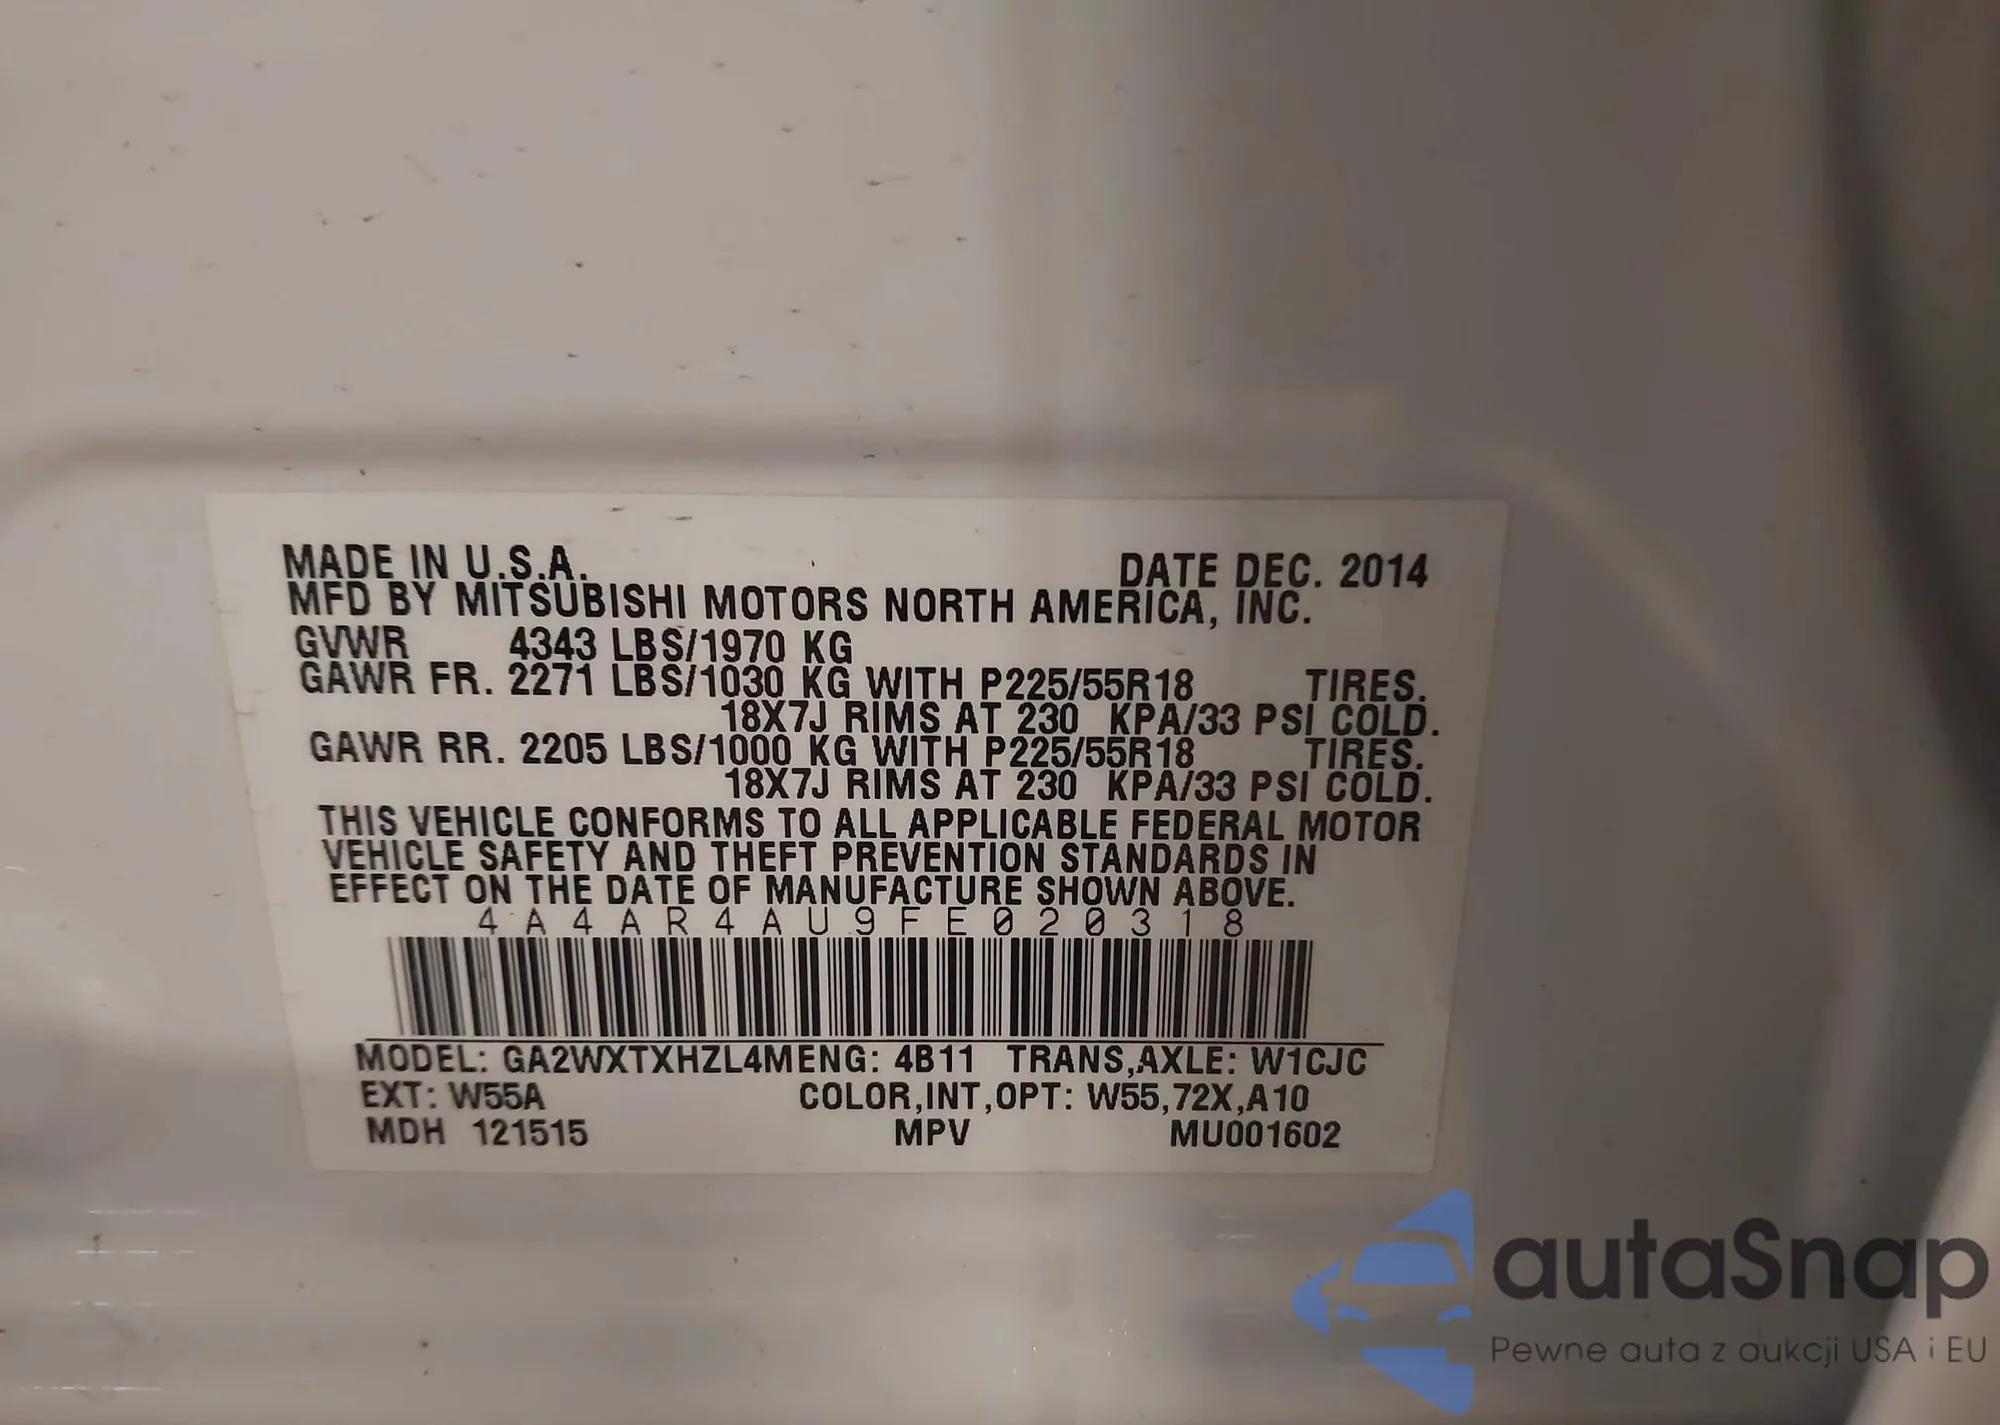 MADE IN U.S.A. DATE DEC. 2014
MFD BY MITSUBISHI MOTORS NORTH AMERICA, INC.
GVWR 4343 LBS/1970 KG
GAWR FR. 2271 LBS/1030 KG WITH P225/55R18 TIRES.
18X7J RIMS AT 230 KPA/33 PSI COLD.
GAWR RR. 2205 LBS/1000 KG WITH P225/55R18 TIRES.
18X7J RIMS AT 230 KPA/33 PSI COLD.
THIS VEHICLE CONFORMS TO ALL APPLICABLE FEDERAL MOTOR
VEHICLE SAFETY AND THEFT PREVENTION STANDARDS IN
EFFECT ON THE DATE OF MANUFACTURE SHOWN ABOVE.
4A4AR4AU9FE020318
MODEL: GA2WXTXHZL4MENG: 4B11 TRANS,AXLE: W1CJC
EXT: W55A COLOR,INT,OPT: W55,72X,A10
MDH 121515 MPV MU001602
autaSnap
Pewne auta z aukcji USA i EU